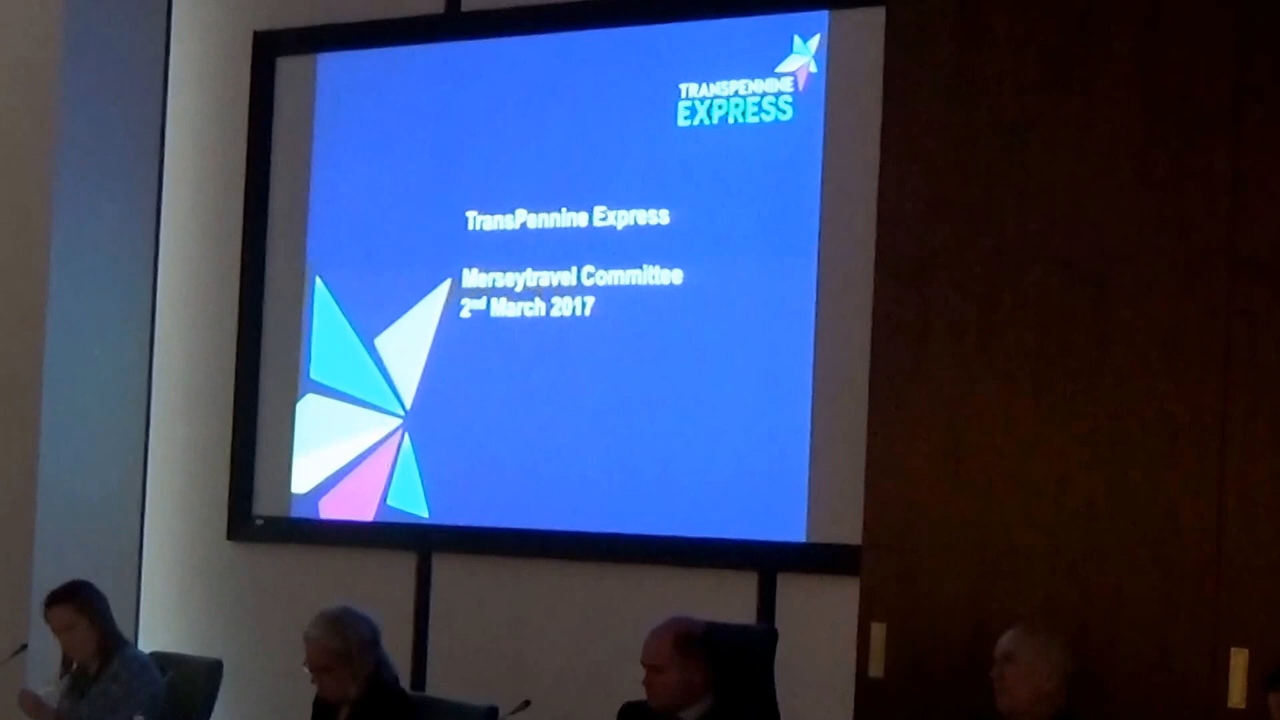 TRANSPENNINE
EXPRESS
TransPennine Express
Merseytravel Committee
2nd March 2017